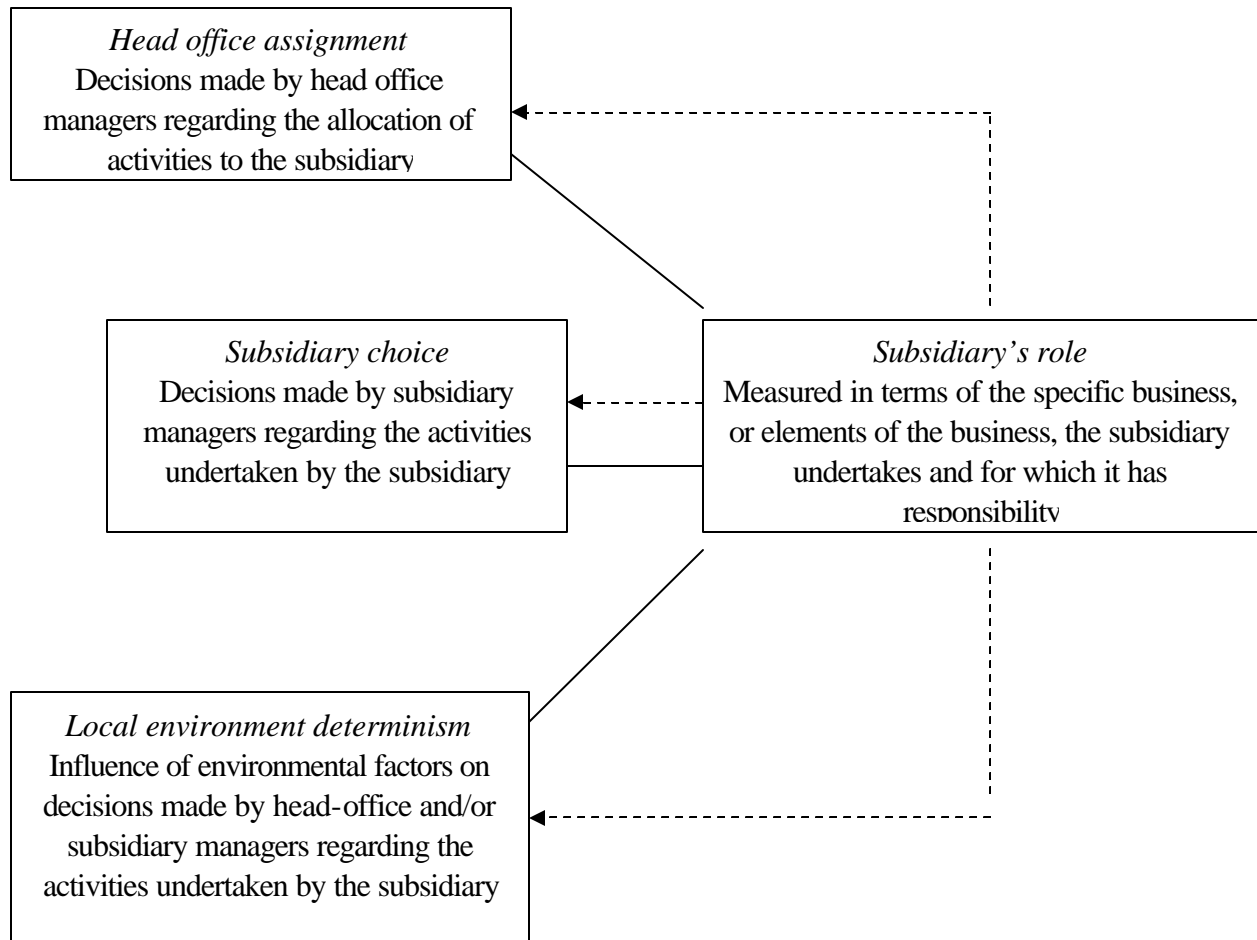 Head office assignment
Decisions made by head office
managers regarding the allocation of
activities to the subsidiary
Subsidiary choice
Decisions made by subsidiary
managers regarding the activities
undertaken by the subsidiary
Subsidiary’s role
Measured in terms of the specific business,
or elements of the business, the subsidiary
undertakes and for which it has
responsibility
Local environment determinism
Influence of environmental factors on
decisions made by head-office and/or
subsidiary managers regarding the
activities undertaken by the subsidiary